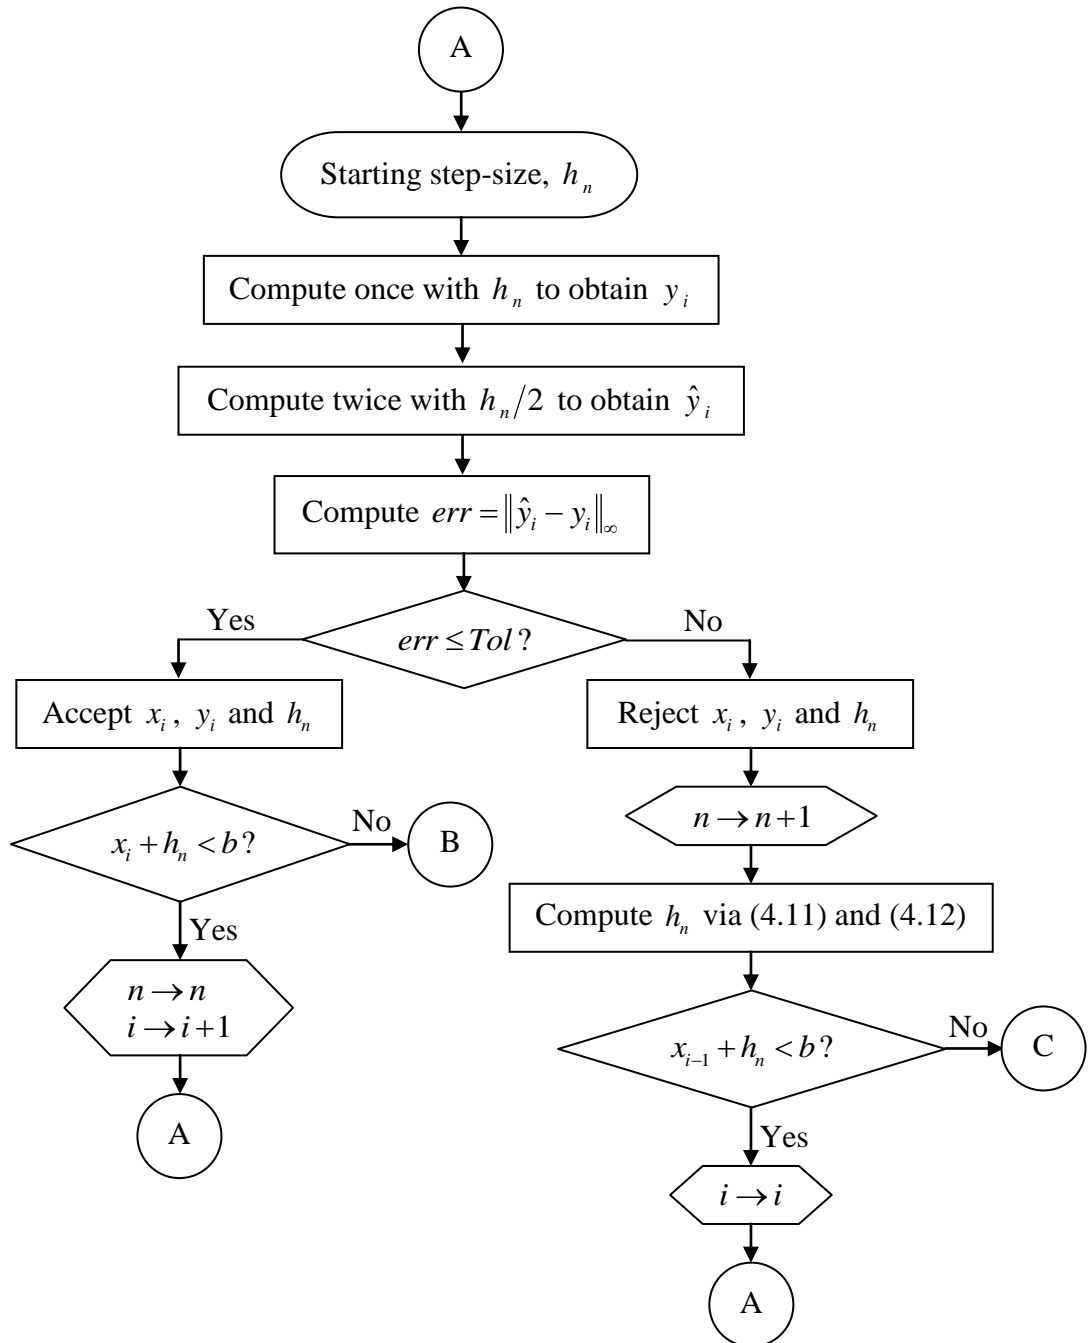 A
Starting step-size, h_n
Compute once with h_n to obtain y_i
Compute twice with h_n/2 to obtain ŷ_i
Compute err = ‖ŷ_i − y_i‖_∞
Yes
err ≤ Tol ?
No
Accept x_i , y_i and h_n
Reject x_i , y_i and h_n
x_i + h_n < b ?
No
B
n → n+1
Yes
Compute h_n via (4.11) and (4.12)
n → n
i → i+1
x_{i−1} + h_n < b ?
No
C
A
Yes
i → i
A